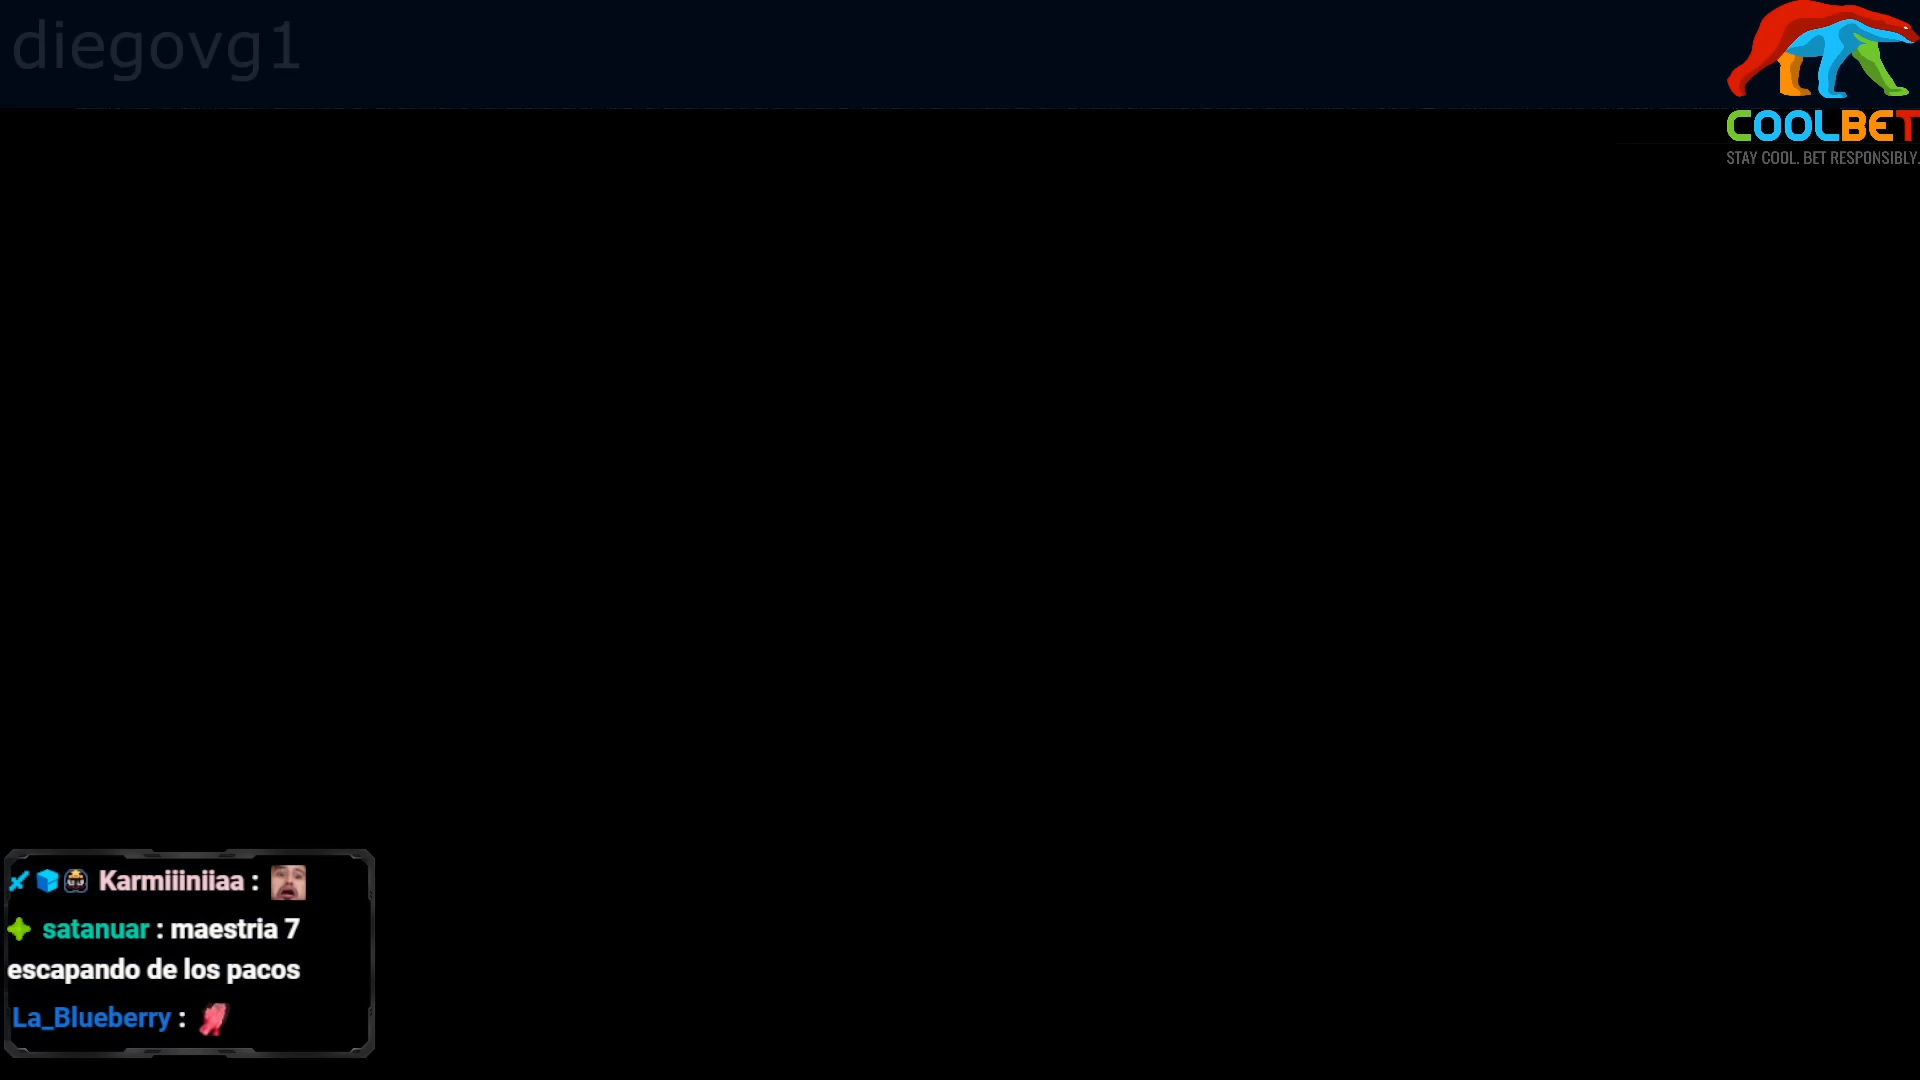 diegovg1
COOLBET
STAY COOL. BET RESPONSIBLY.
Karmiiiniiaa :
satanuar : maestria 7
escapando de los pacos
La_Blueberry :